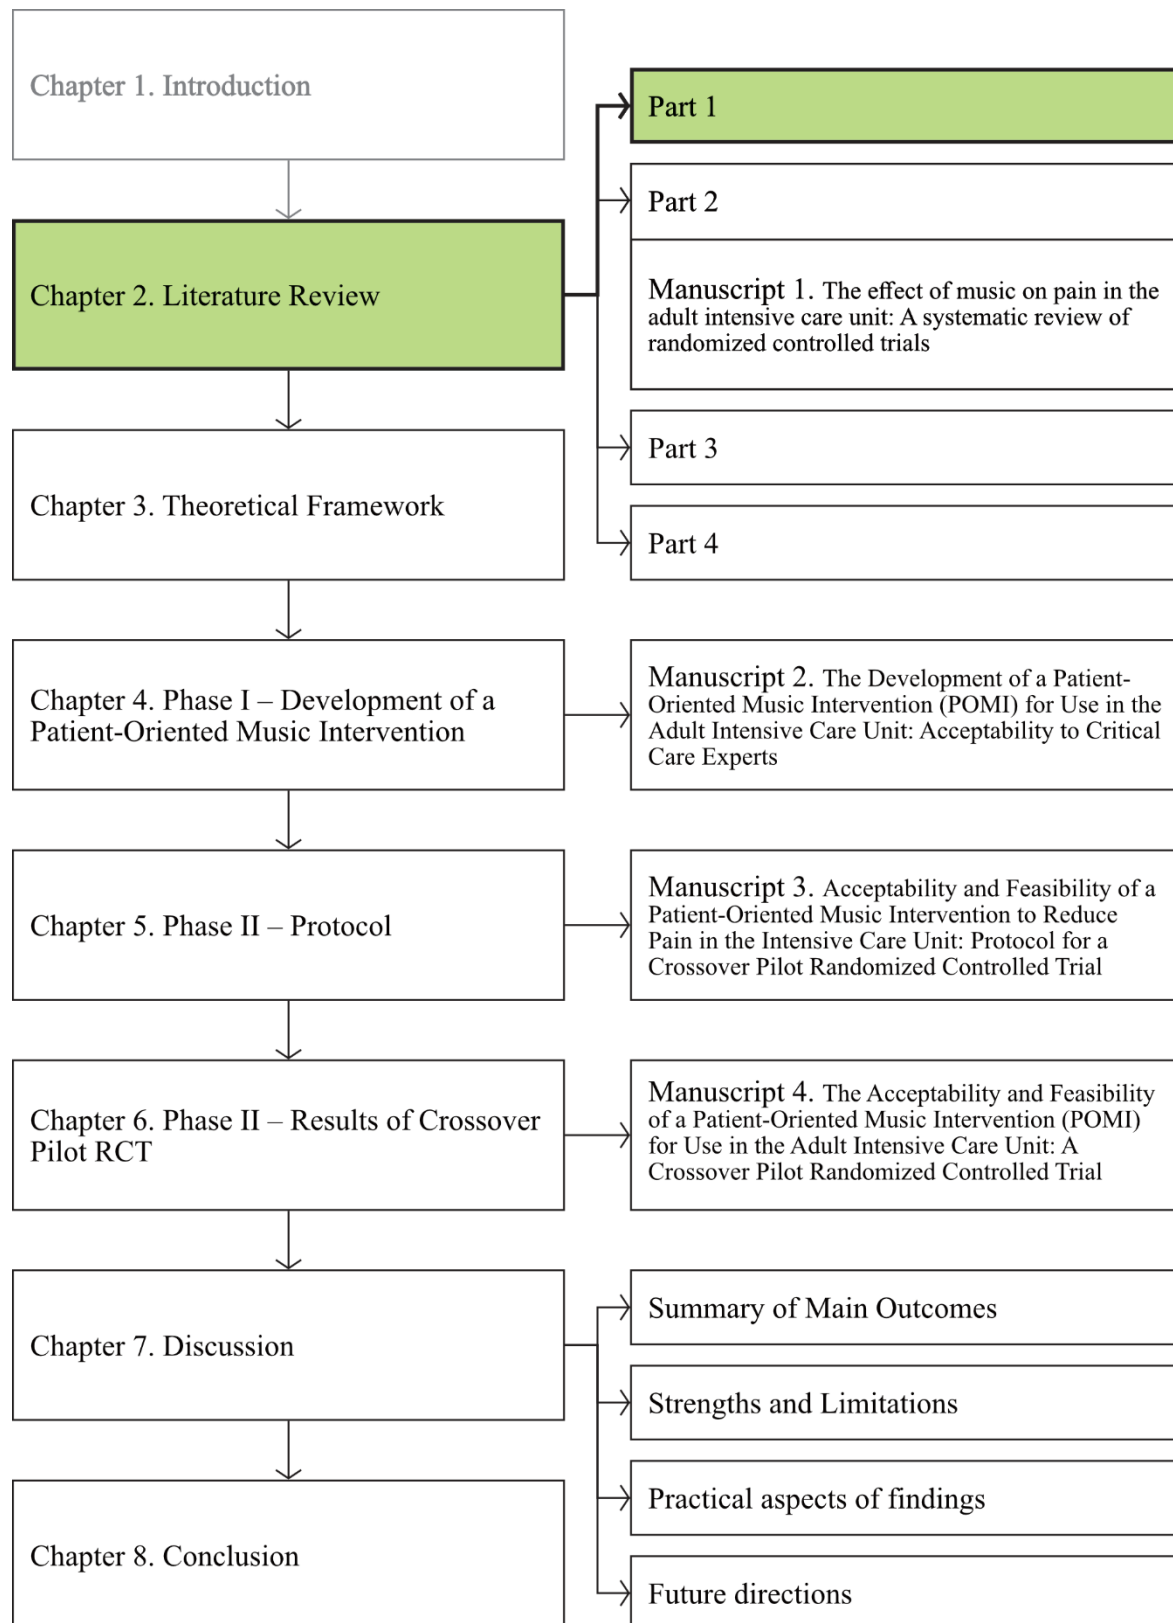 Chapter 1. Introduction
Chapter 2. Literature Review
Part 1
Part 2
Manuscript 1. The effect of music on pain in the
adult intensive care unit: A systematic review of
randomized controlled trials
Part 3
Part 4
Chapter 3. Theoretical Framework
Chapter 4. Phase I – Development of a
Patient-Oriented Music Intervention
Manuscript 2. The Development of a Patient-
Oriented Music Intervention (POMI) for Use in the
Adult Intensive Care Unit: Acceptability to Critical
Care Experts
Chapter 5. Phase II – Protocol
Manuscript 3. Acceptability and Feasibility of a
Patient-Oriented Music Intervention to Reduce
Pain in the Intensive Care Unit: Protocol for a
Crossover Pilot Randomized Controlled Trial
Chapter 6. Phase II – Results of Crossover
Pilot RCT
Manuscript 4. The Acceptability and Feasibility
of a Patient-Oriented Music Intervention (POMI)
for Use in the Adult Intensive Care Unit: A
Crossover Pilot Randomized Controlled Trial
Chapter 7. Discussion
Summary of Main Outcomes
Strengths and Limitations
Practical aspects of findings
Future directions
Chapter 8. Conclusion